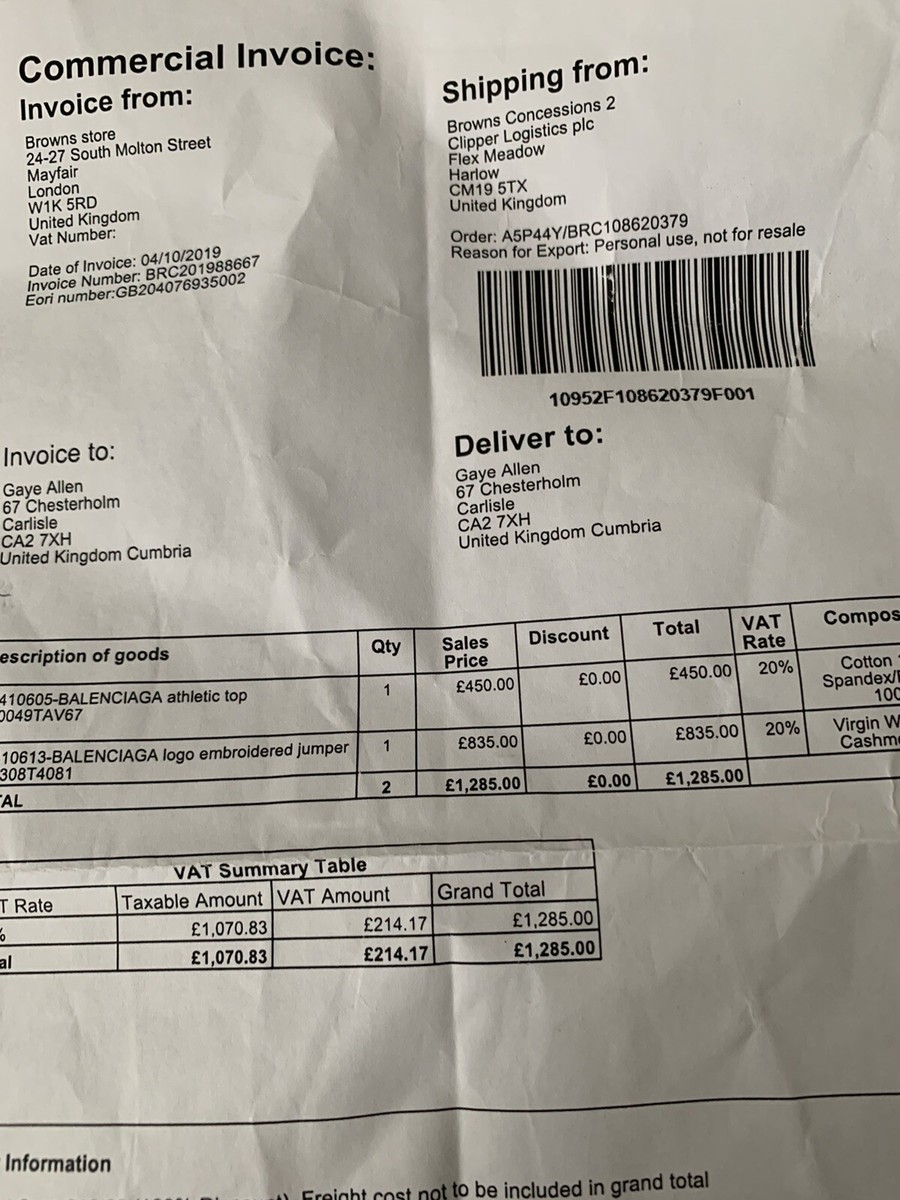 Commercial Invoice:
Invoice from:
Browns store
24-27 South Molton Street
Mayfair
London
W1K 5RD
United Kingdom
Vat Number:
Date of Invoice: 04/10/2019
Invoice Number: BRC201988667
Eori number:GB204076935002
Shipping from:
Browns Concessions 2
Clipper Logistics plc
Flex Meadow
Harlow
CM19 5TX
United Kingdom
Order: A5P44Y/BRC108620379
Reason for Export: Personal use, not for resale
10952F108620379F001
Invoice to:
Gaye Allen
67 Chesterholm
Carlisle
CA2 7XH
United Kingdom Cumbria
Deliver to:
Gaye Allen
67 Chesterholm
Carlisle
CA2 7XH
United Kingdom Cumbria
escription of goods Qty Sales Price Discount Total VAT Rate Compos
410605-BALENCIAGA athletic top 1 £450.00 £0.00 £450.00 20% Cotton
0049TAV67 Spandex/
100
10613-BALENCIAGA logo embroidered jumper 1 £835.00 £0.00 £835.00 20% Virgin W
308T4081 Cashm
TAL 2 £1,285.00 £0.00 £1,285.00
VAT Summary Table
T Rate Taxable Amount VAT Amount Grand Total
% £1,070.83 £214.17 £1,285.00
al £1,070.83 £214.17 £1,285.00
Information
Freight cost not to be included in grand total